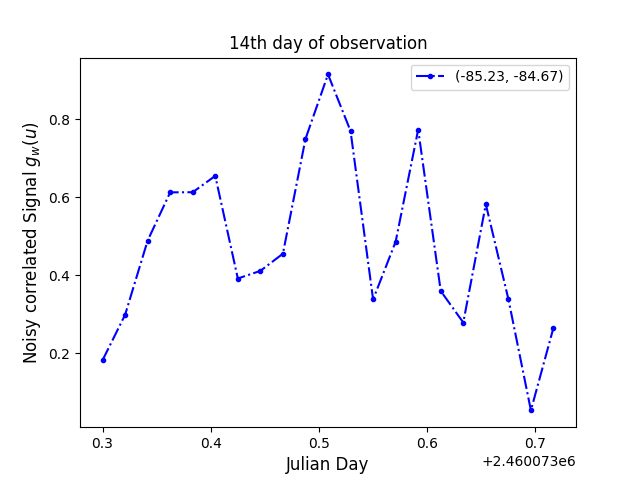 14th day of observation
(-85.23, -84.67)
Noisy correlated Signal $g_w(u)$
0.8
0.6
0.4
0.2
0.3 0.4 0.5 0.6 0.7
Julian Day
+2.460073e6